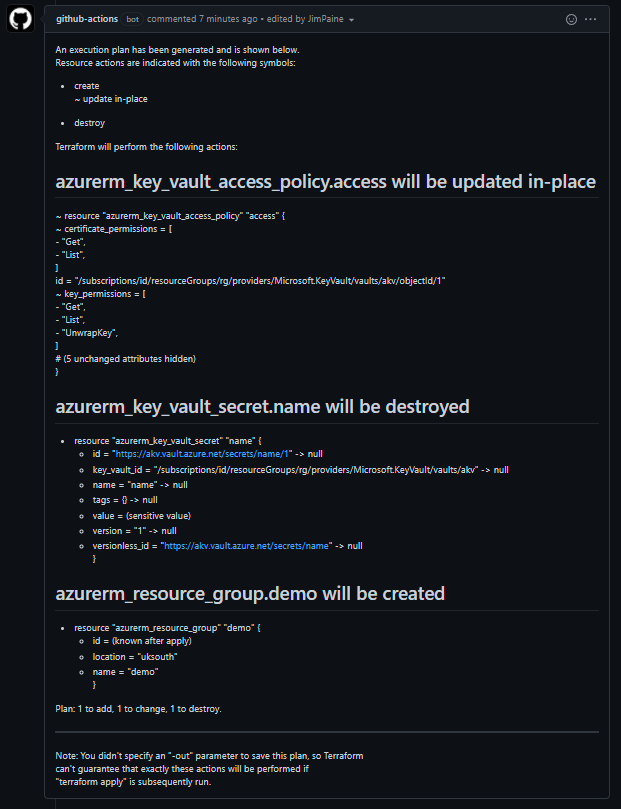 github-actions bot commented 7 minutes ago • edited by JimPaine
An execution plan has been generated and is shown below.
Resource actions are indicated with the following symbols:
• create
~ update in-place
• destroy
Terraform will perform the following actions:
azurerm_key_vault_access_policy.access will be updated in-place
~ resource "azurerm_key_vault_access_policy" "access" {
~ certificate_permissions = [
- "Get",
- "List",
]
id = "/subscriptions/id/resourceGroups/rg/providers/Microsoft.KeyVault/vaults/akv/objectId/1"
~ key_permissions = [
- "Get",
- "List",
- "UnwrapKey",
]
# (5 unchanged attributes hidden)
}
azurerm_key_vault_secret.name will be destroyed
• resource "azurerm_key_vault_secret" "name" {
◦ id = "https://akv.vault.azure.net/secrets/name/1" -> null
◦ key_vault_id = "/subscriptions/id/resourceGroups/rg/providers/Microsoft.KeyVault/vaults/akv" -> null
◦ name = "name" -> null
◦ tags = {} -> null
◦ value = (sensitive value)
◦ version = "1" -> null
◦ versionless_id = "https://akv.vault.azure.net/secrets/name" -> null
}
azurerm_resource_group.demo will be created
• resource "azurerm_resource_group" "demo" {
◦ id = (known after apply)
◦ location = "uksouth"
◦ name = "demo"
}
Plan: 1 to add, 1 to change, 1 to destroy.
Note: You didn't specify an "-out" parameter to save this plan, so Terraform
can't guarantee that exactly these actions will be performed if
"terraform apply" is subsequently run.